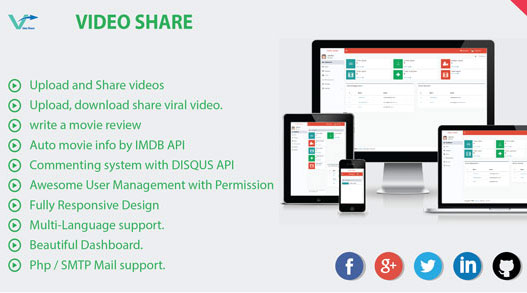 VIDEO SHARE
Upload and Share videos
Upload, download share viral video.
write a movie review
Auto movie info by IMDB API
Commenting system with DISQUS API
Awesome User Management with Permission
Fully Responsive Design
Multi-Language support.
Beautiful Dashboard.
Php / SMTP Mail support.
f
g+
in